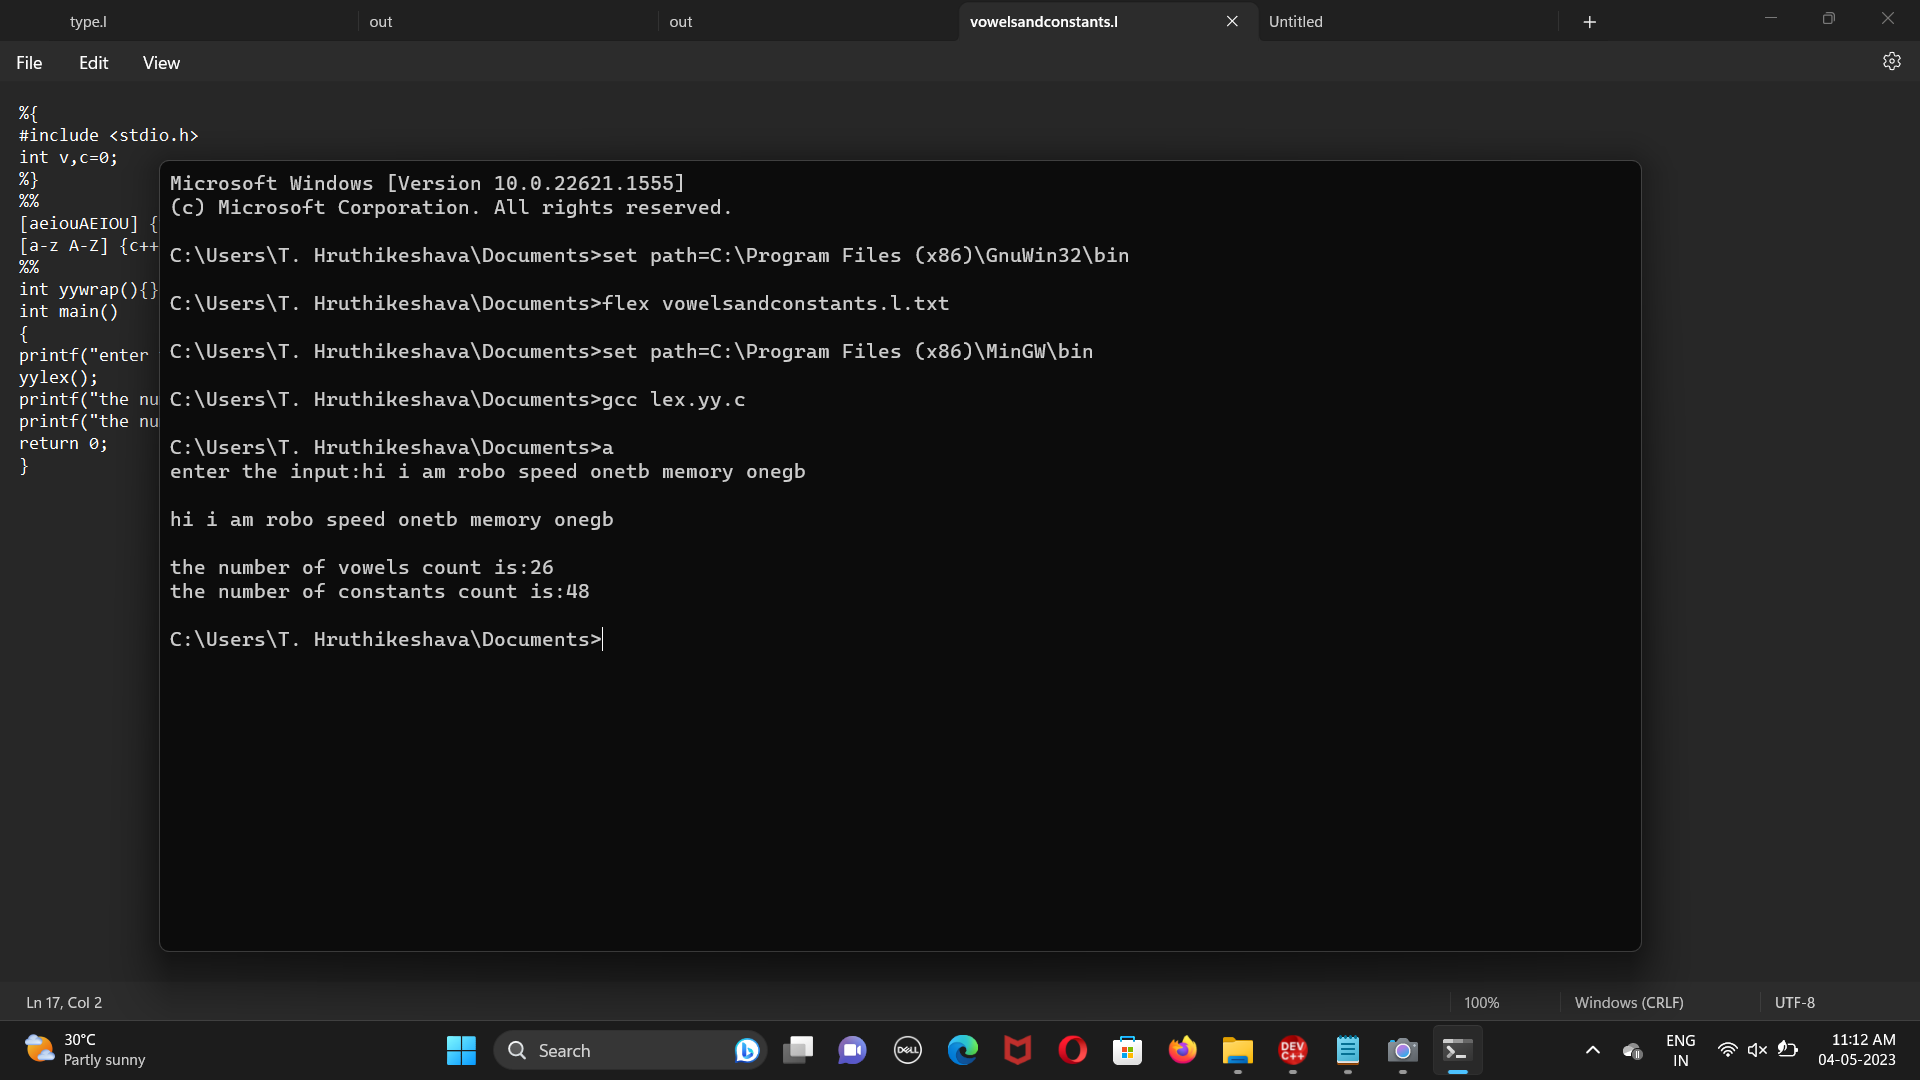 type.l
out
out
vowelsandconstants.l
Untitled
File
Edit
View
%{
#include <stdio.h>
int v,c=0;
%}
%%
[aeiouAEIOU] {
[a-z A-Z] {c++
%%
int yywrap(){}
int main()
{
printf("enter
yylex();
printf("the nu
printf("the nu
return 0;
}
Microsoft Windows [Version 10.0.22621.1555]
(c) Microsoft Corporation. All rights reserved.
C:\Users\T. Hruthikeshava\Documents>set path=C:\Program Files (x86)\GnuWin32\bin
C:\Users\T. Hruthikeshava\Documents>flex vowelsandconstants.l.txt
C:\Users\T. Hruthikeshava\Documents>set path=C:\Program Files (x86)\MinGW\bin
C:\Users\T. Hruthikeshava\Documents>gcc lex.yy.c
C:\Users\T. Hruthikeshava\Documents>a
enter the input:hi i am robo speed onetb memory onegb
hi i am robo speed onetb memory onegb
the number of vowels count is:26
the number of constants count is:48
C:\Users\T. Hruthikeshava\Documents>
Ln 17, Col 2
100%
Windows (CRLF)
UTF-8
30°C
Partly sunny
Search
DELL
DEV
C++
ENG
IN
11:12 AM
04-05-2023